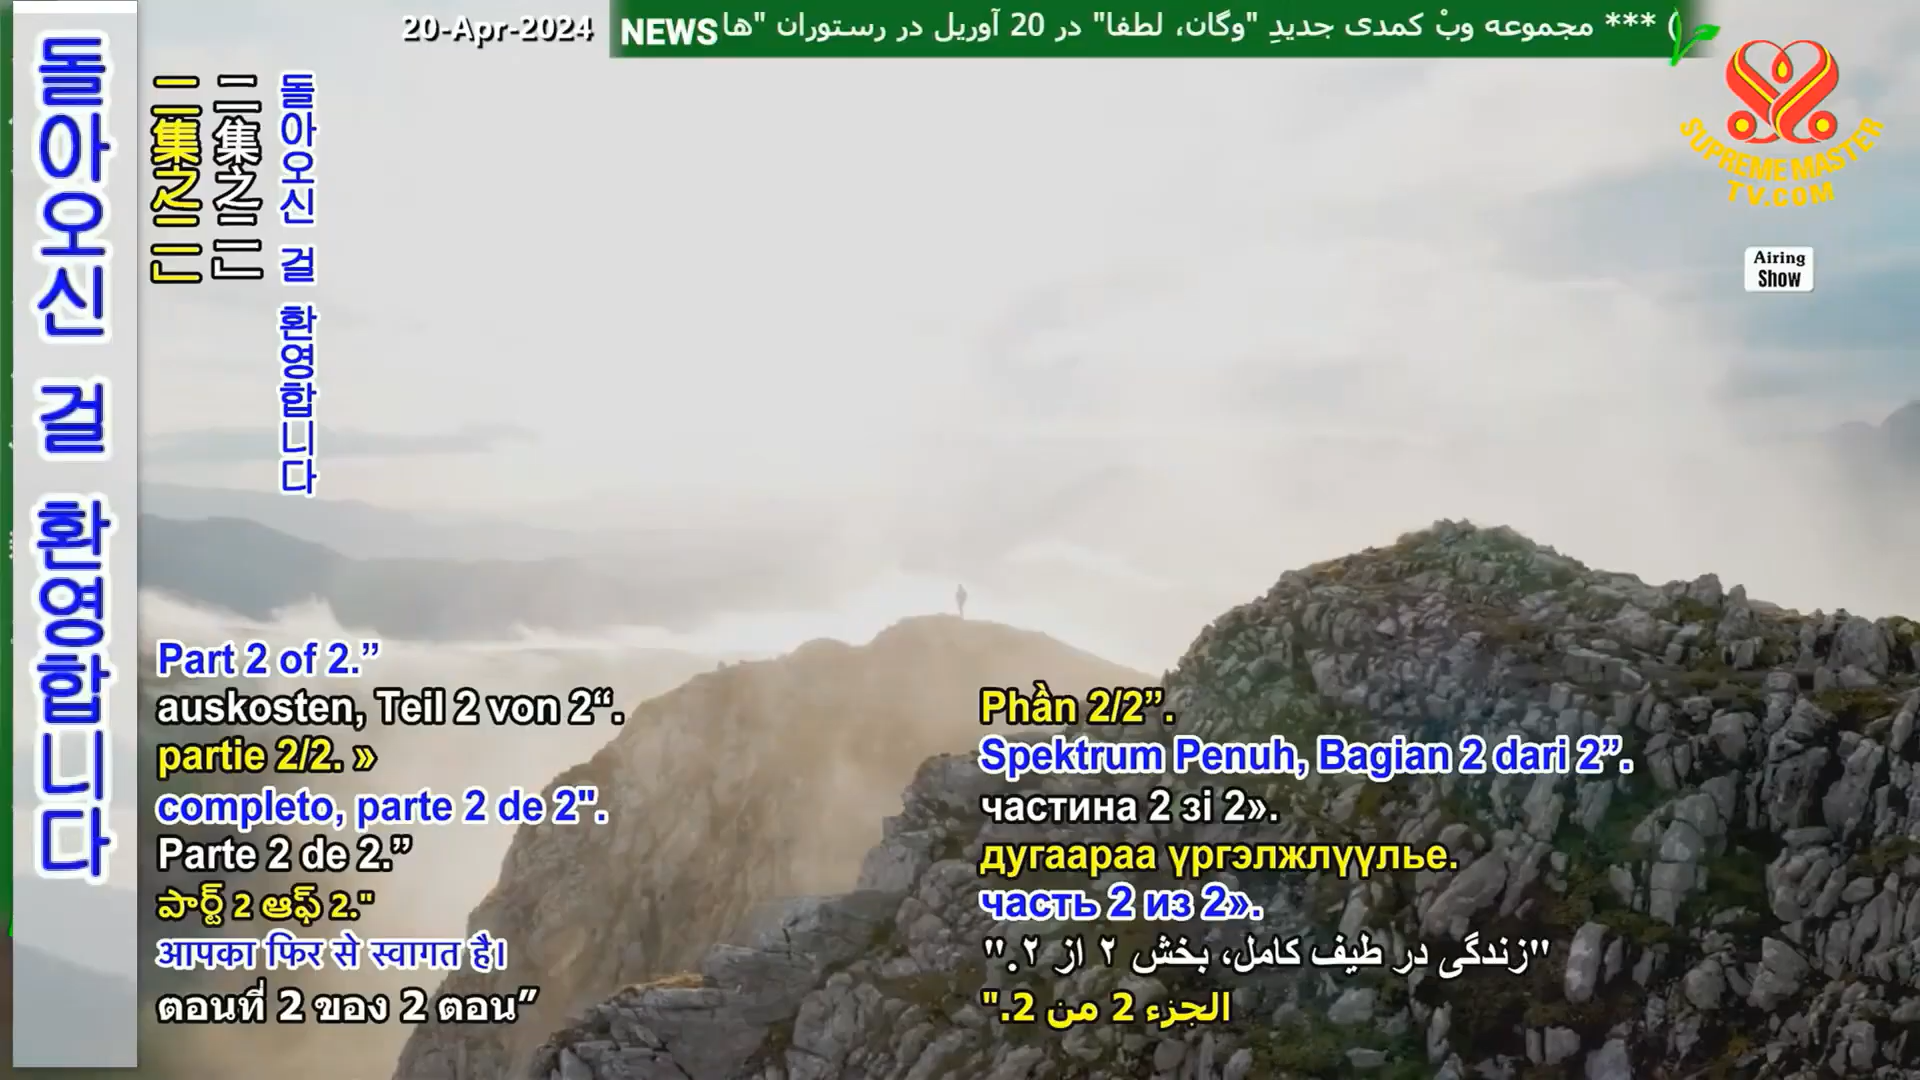 20-Apr-2024
NEWS
) *** مجموعه وبْ کمدی جدیدِ "وگان، لطفا" در 20 آوریل در رستوران "ها
SUPREME MASTER
TV.COM
Airing
Show
돌아오신 걸 환영합니다
돌아오신 걸 환영합니다
二集之二」
二集之二」
Part 2 of 2.”
auskosten, Teil 2 von 2“.
partie 2/2. »
completo, parte 2 de 2".
Parte 2 de 2.”
పార్ట్ 2 ఆఫ్ 2."
आपका फिर से स्वागत है।
ตอนที่ 2 ของ 2 ตอน”
Phần 2/2”.
Spektrum Penuh, Bagian 2 dari 2”.
частина 2 зі 2».
дугаараа үргэлжлүүлье.
часть 2 из 2».
"زندگی در طیف کامل، بخش ۲ از ۲."
الجزء 2 من 2."